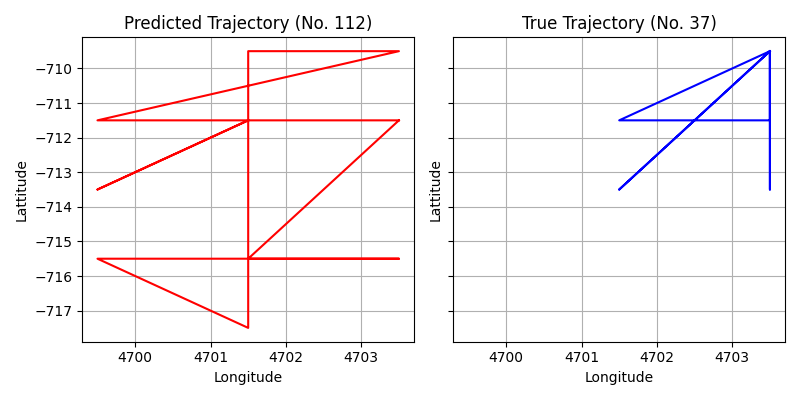 Predicted Trajectory (No. 112)
True Trajectory (No. 37)
Lattitude
−710
−711
−712
−713
−714
−715
−716
−717
4700 4701 4702 4703
Longitude
Lattitude
4700 4701 4702 4703
Longitude